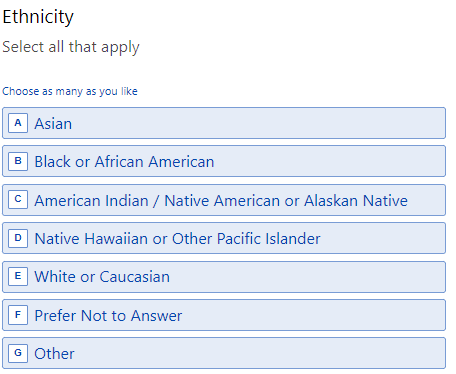 Ethnicity
Select all that apply
Choose as many as you like
A Asian
B Black or African American
C American Indian / Native American or Alaskan Native
D Native Hawaiian or Other Pacific Islander
E White or Caucasian
F Prefer Not to Answer
G Other